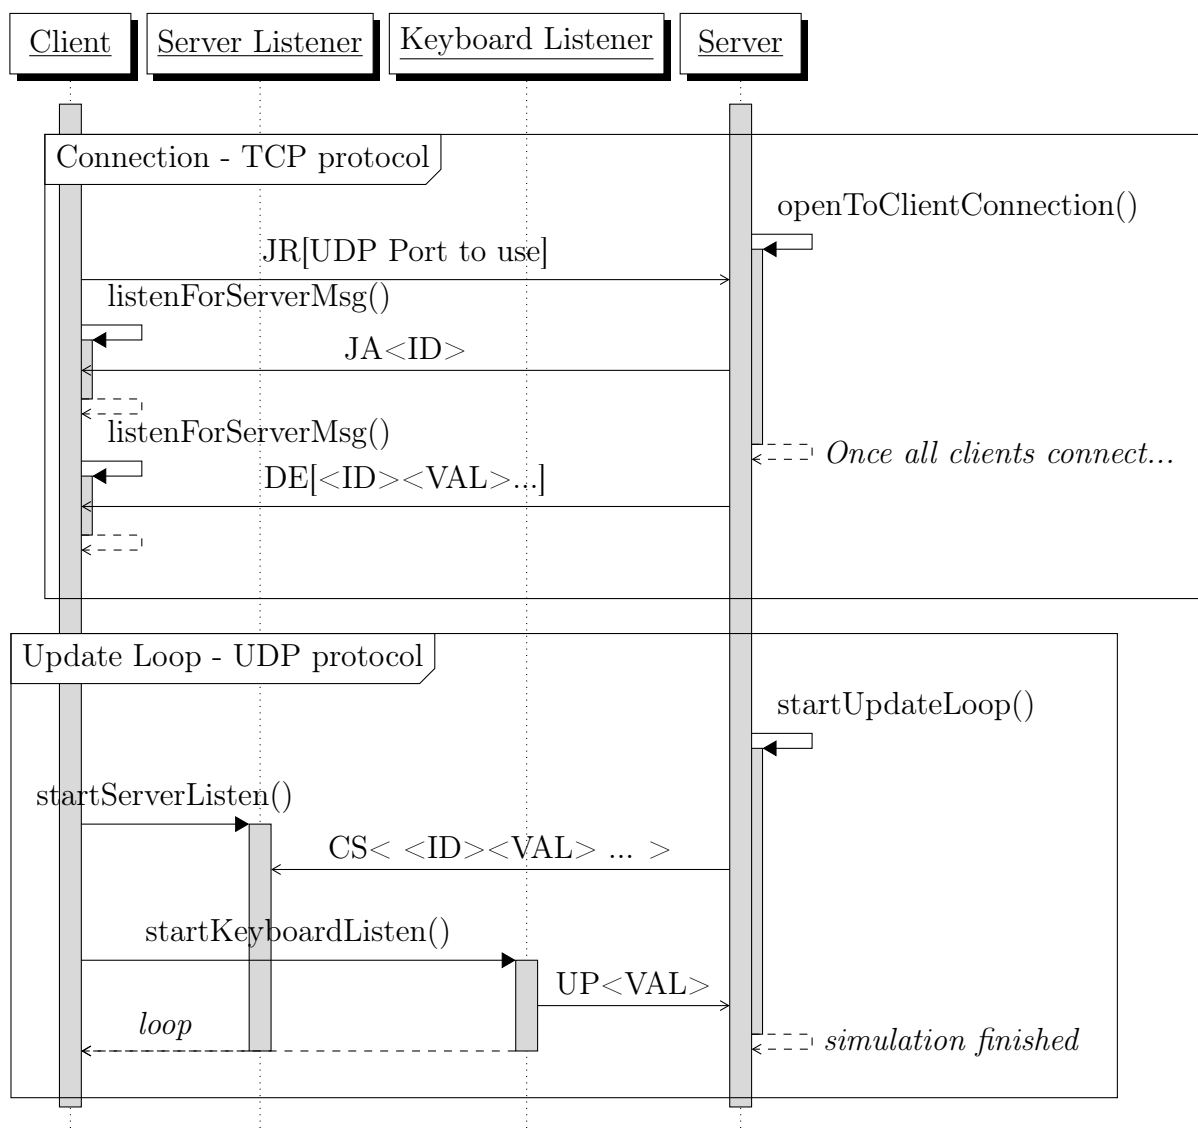 Client
Server Listener
Keyboard Listener
Server
Connection - TCP protocol
openToClientConnection()
JR[UDP Port to use]
listenForServerMsg()
JA<ID>
listenForServerMsg()
Once all clients connect...
DE[<ID><VAL>...]
Update Loop - UDP protocol
startUpdateLoop()
startServerListen()
CS< <ID><VAL> ... >
startKeyboardListen()
UP<VAL>
loop
simulation finished